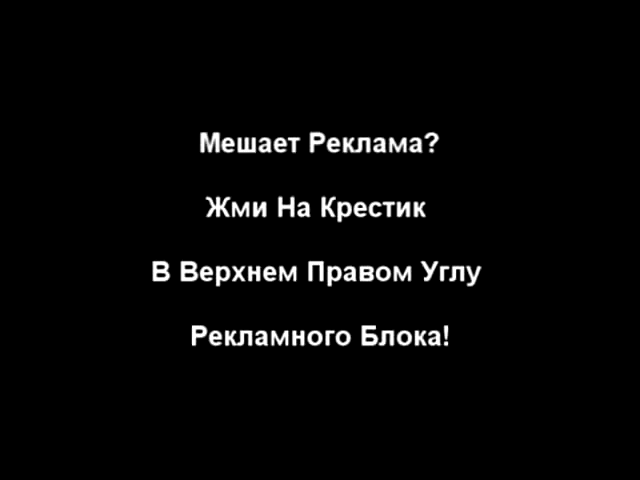 Мешает Реклама?
Жми На Крестик
В Верхнем Правом Углу
Рекламного Блока!